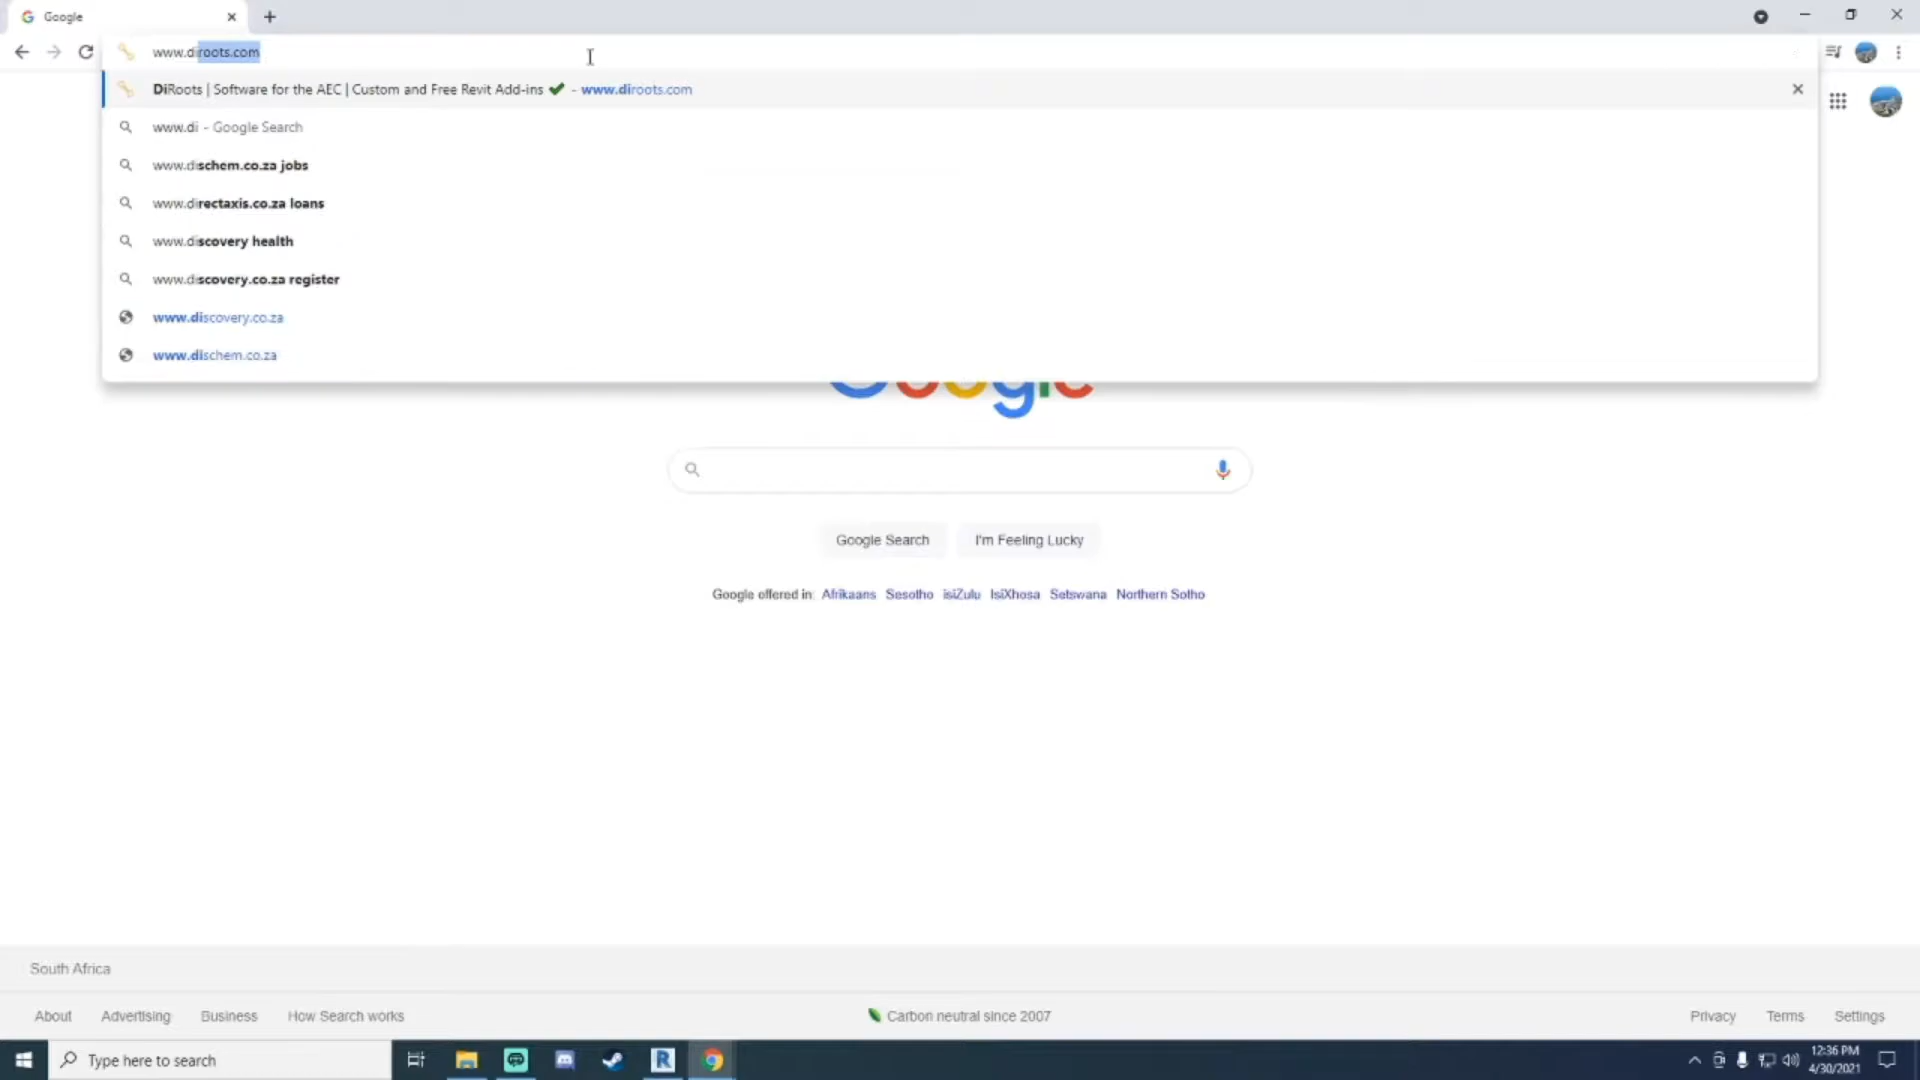 Google
www.diroots.com
DiRoots | Software for the AEC | Custom and Free Revit Add-ins ✔ - www.diroots.com
www.di - Google Search
www.dischem.co.za jobs
www.directaxis.co.za loans
www.discovery health
www.discovery.co.za register
www.discovery.co.za
www.dischem.co.za
Google
Google Search I'm Feeling Lucky
Google offered in: Afrikaans Sesotho isiZulu IsiXhosa Setswana Northern Sotho
South Africa
About Advertising Business How Search works Carbon neutral since 2007 Privacy Terms Settings
Type here to search
12:36 PM
4/30/2021